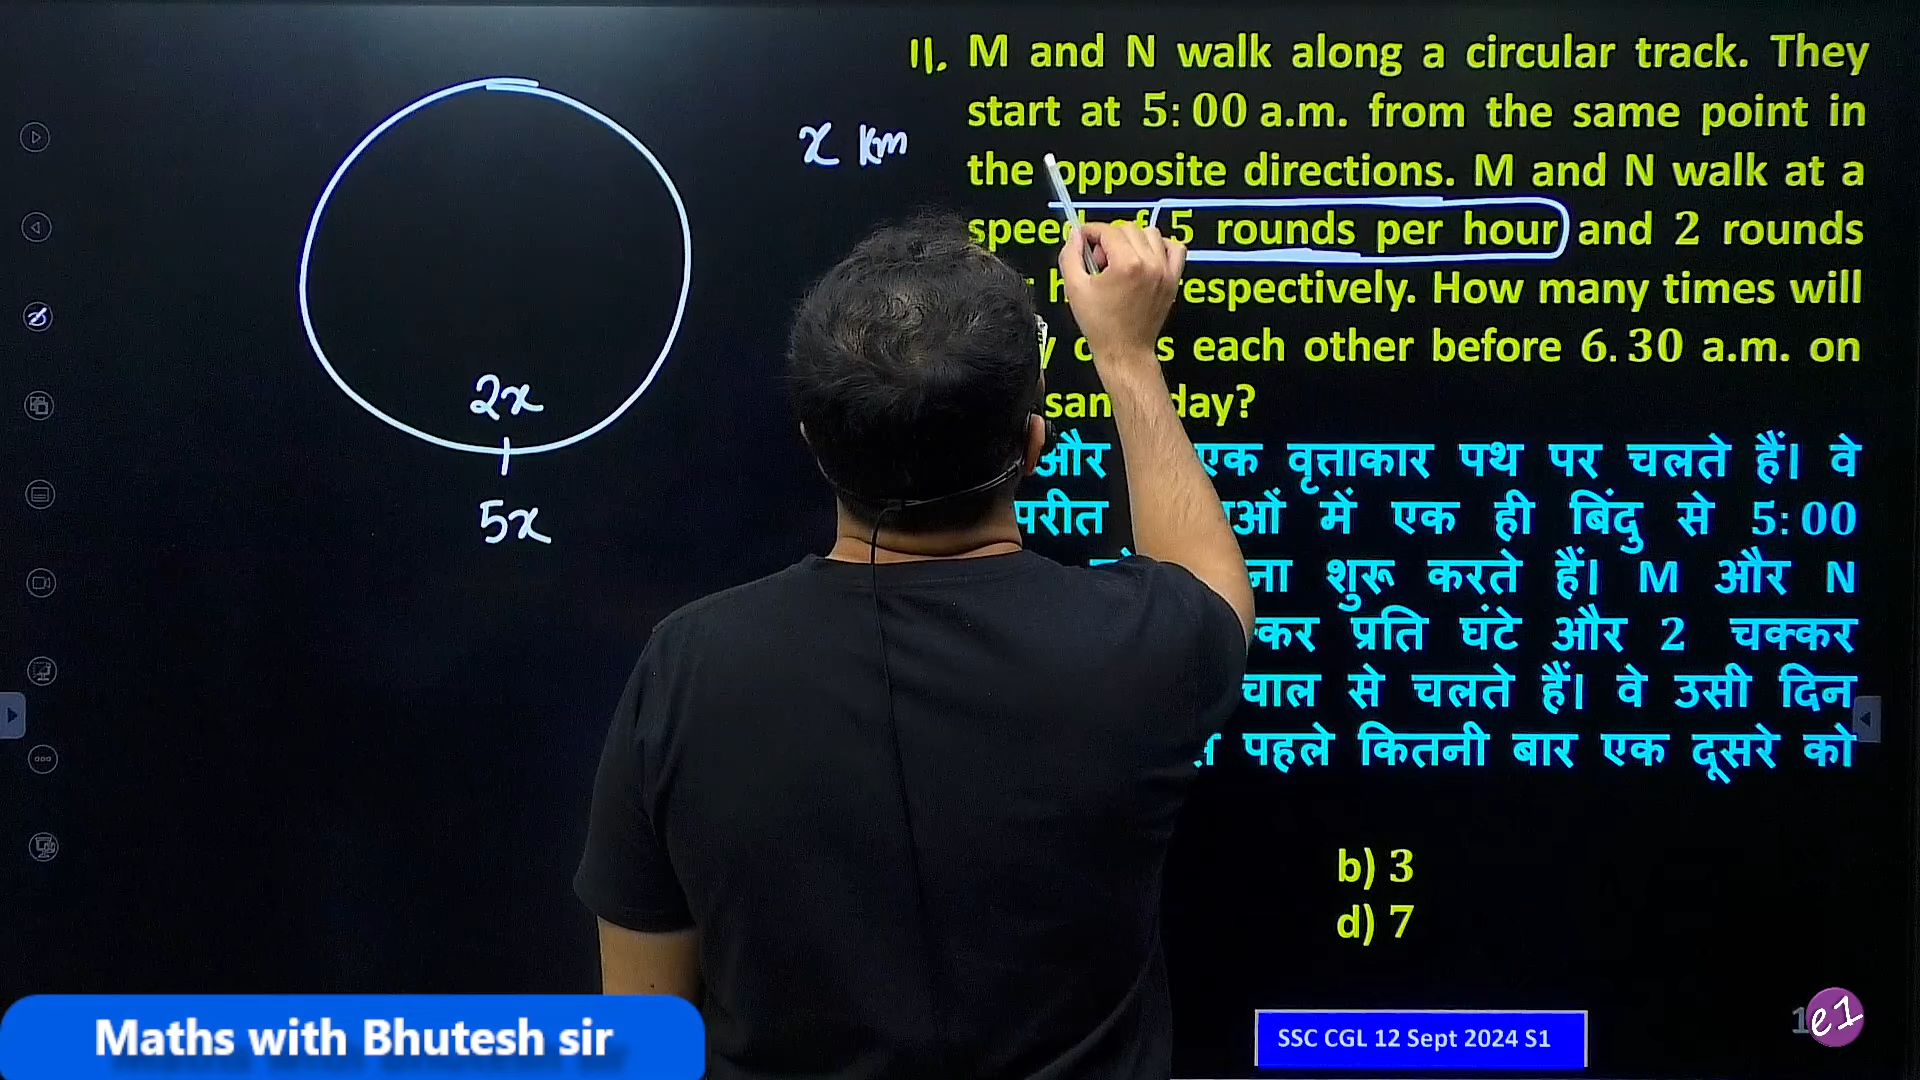 11. M and N walk along a circular track. They
start at 5:00 a.m. from the same point in
the opposite directions. M and N walk at a
5 rounds per hour and 2 rounds
respectively. How many times will
each other before 6.30 a.m. on
day?
और एक वृत्ताकार पथ पर चलते हैं। वे
में एक ही बिंदु से 5:00
शुरू करते हैं। M और N
प्रति घंटे और 2 चक्कर
चाल से चलते हैं। वे उसी दिन
पहले कितनी बार एक दूसरे को
b) 3
d) 7
x km
2x
5x
SSC CGL 12 Sept 2024 S1
e1
Maths with Bhutesh sir